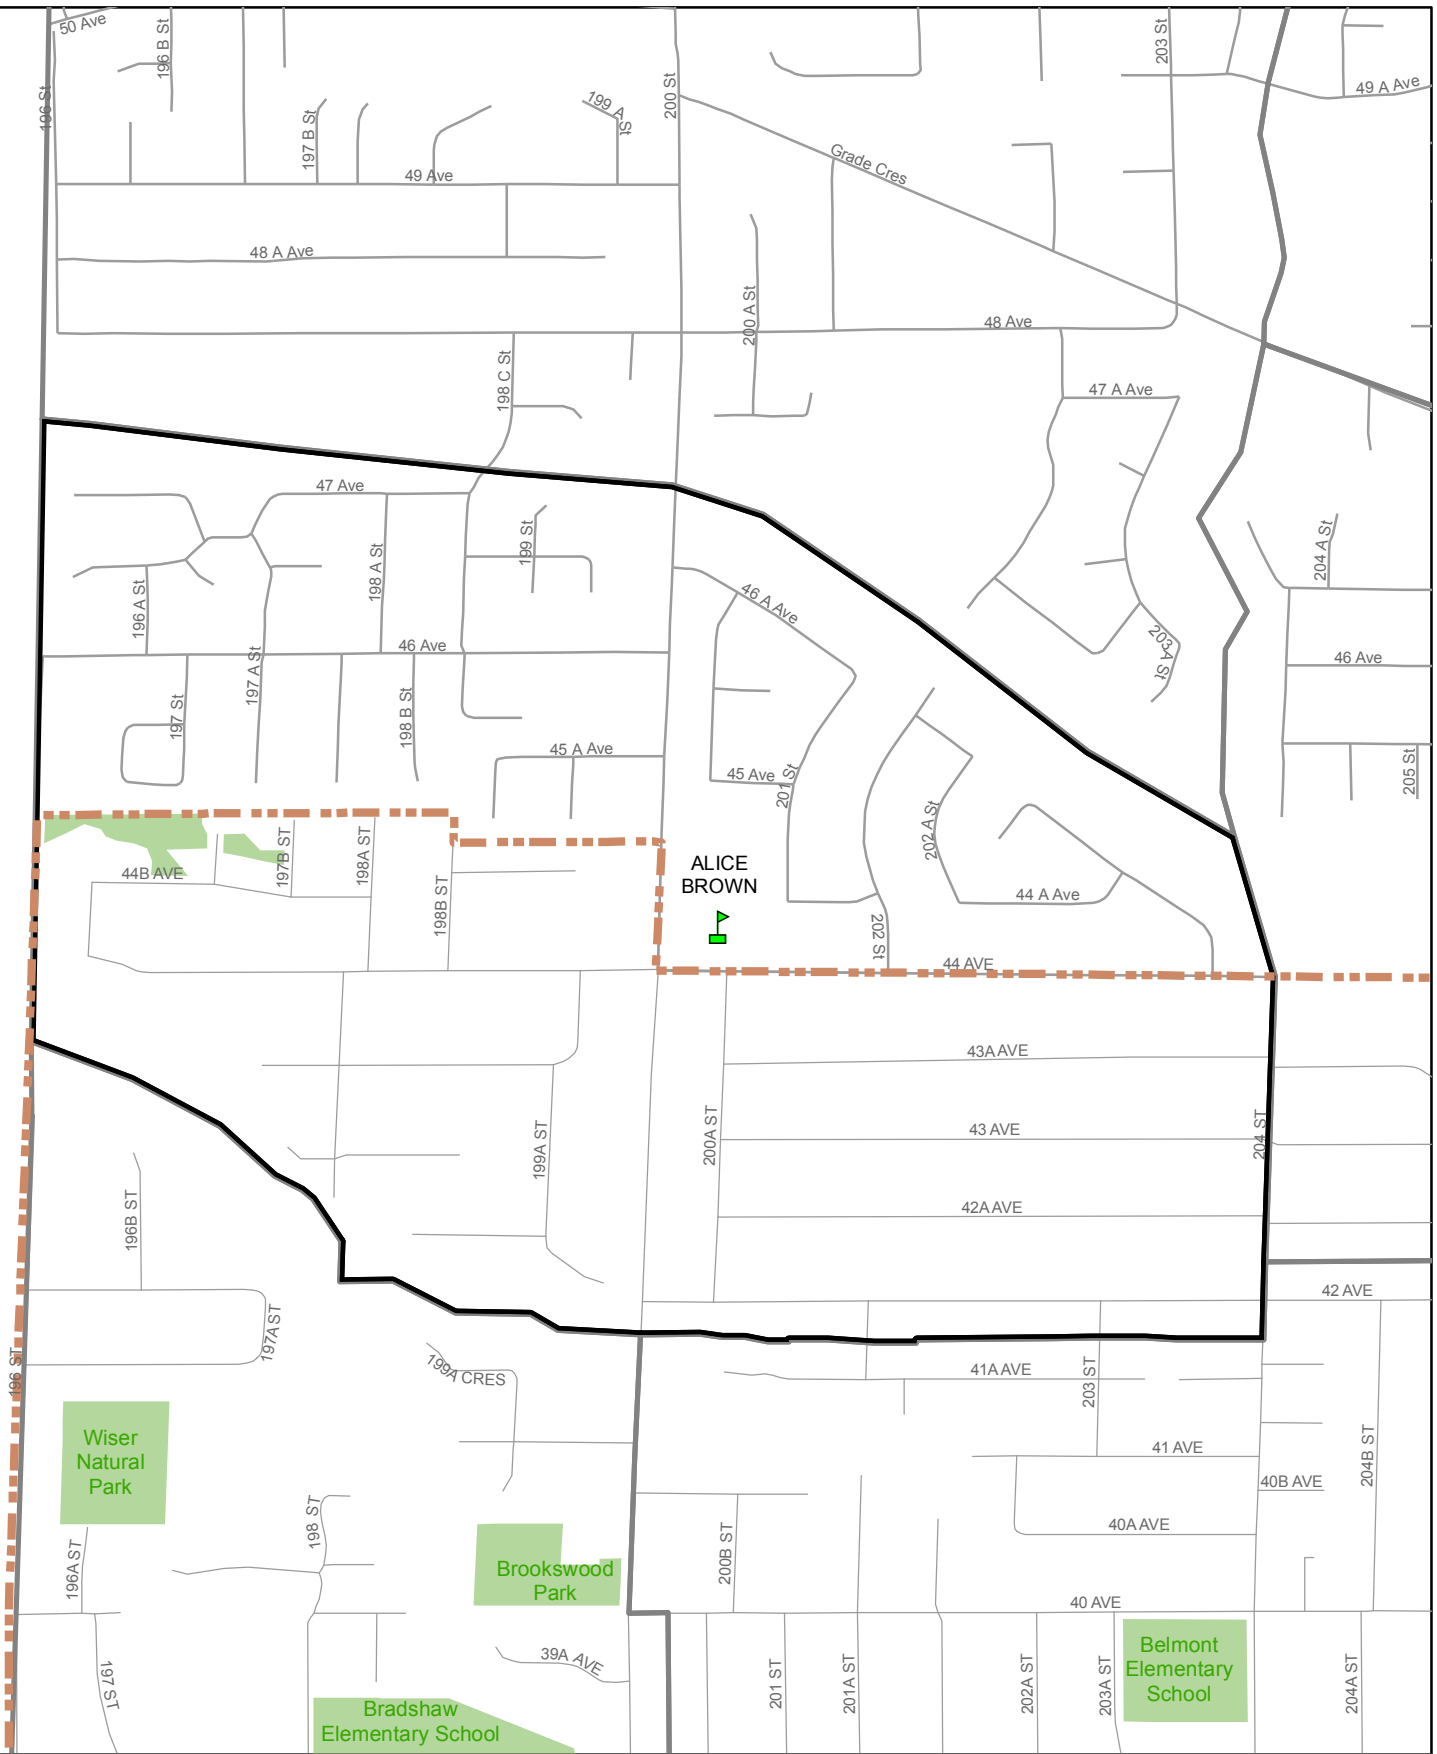 50 Ave
196 B St
203 St
196 St
200 St
49 A Ave
199 A St
197 B St
Grade Cres
49 Ave
48 A Ave
200 A St
48 Ave
198 C St
47 A Ave
47 Ave
199 St
204 A St
198 A St
196 A St
46 A Ave
203 A St
46 Ave
46 Ave
197 A St
197 St
198 B St
45 A Ave
45 Ave
201 St
205 St
202 A St
197B ST
198A ST
44B AVE
198B ST
ALICE
BROWN
44 A Ave
202 St
44 AVE
43A AVE
43 AVE
204 ST
200A ST
199A ST
42A AVE
196B ST
42 AVE
197A ST
196 ST
199A CRES
41A AVE
203 ST
Wiser
Natural
Park
41 AVE
204B ST
40B AVE
198 ST
40A AVE
200B ST
196A ST
Brookswood
Park
40 AVE
39A AVE
197 ST
201 ST
201A ST
202A ST
203A ST
Belmont
Elementary
School
204A ST
Bradshaw
Elementary School